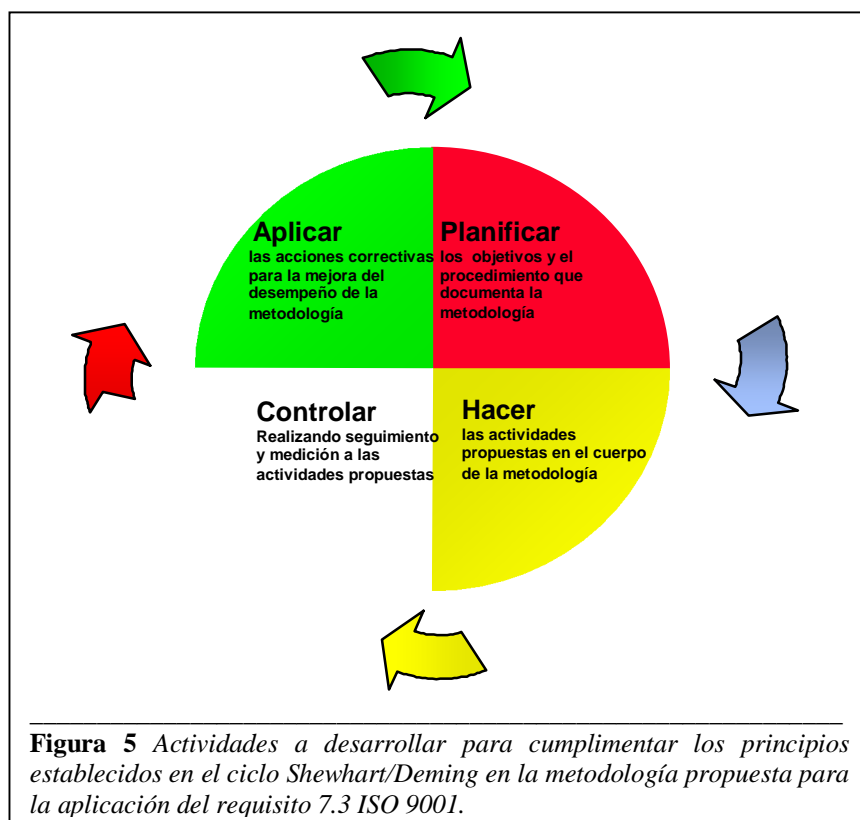 Aplicar
las acciones correctivas
para la mejora del
desempeño de la
metodología
Planificar
los objetivos y el
procedimiento que
documenta la
metodología
Controlar
Realizando seguimiento
y medición a las
actividades propuestas
Hacer
las actividades
propuestas en el cuerpo
de la metodología
Figura 5 Actividades a desarrollar para cumplimentar los principios
establecidos en el ciclo Shewhart/Deming en la metodología propuesta para
la aplicación del requisito 7.3 ISO 9001.